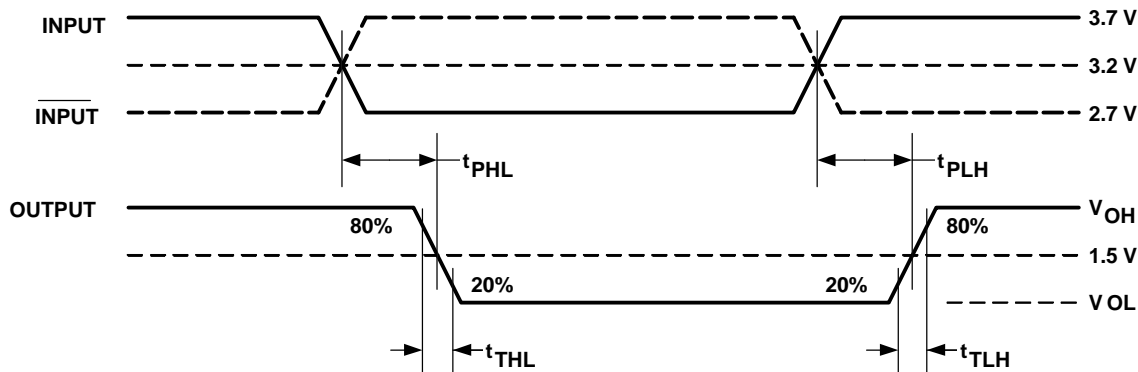 INPUT
3.7 V
3.2 V
INPUT
2.7 V
tPHL
tPLH
OUTPUT
VOH
80%
80%
1.5 V
20%
20%
VOL
tTHL
tTLH